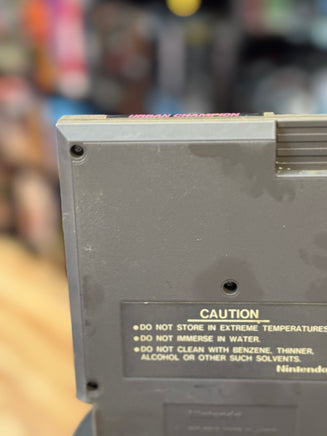 URBAN CHAMPION
CAUTION
●DO NOT STORE IN EXTREME TEMPERATURES
●DO NOT IMMERSE IN WATER.
●DO NOT CLEAN WITH BENZENE, THINNER,
ALCOHOL OR OTHER SUCH SOLVENTS.
Nintendo
Nintendo